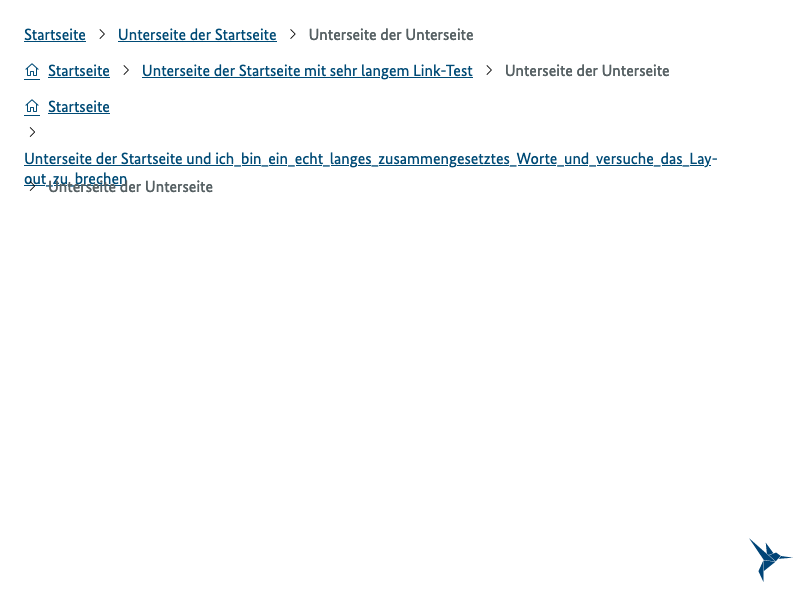 Startseite > Unterseite der Startseite > Unterseite der Unterseite
Startseite > Unterseite der Startseite mit sehr langem Link-Test > Unterseite der Unterseite
Startseite
>
Unterseite der Startseite und ich_bin_ein_echt_langes_zusammengesetztes_Worte_und_versuche_das_Lay-
out_zu_brechen
> Unterseite der Unterseite